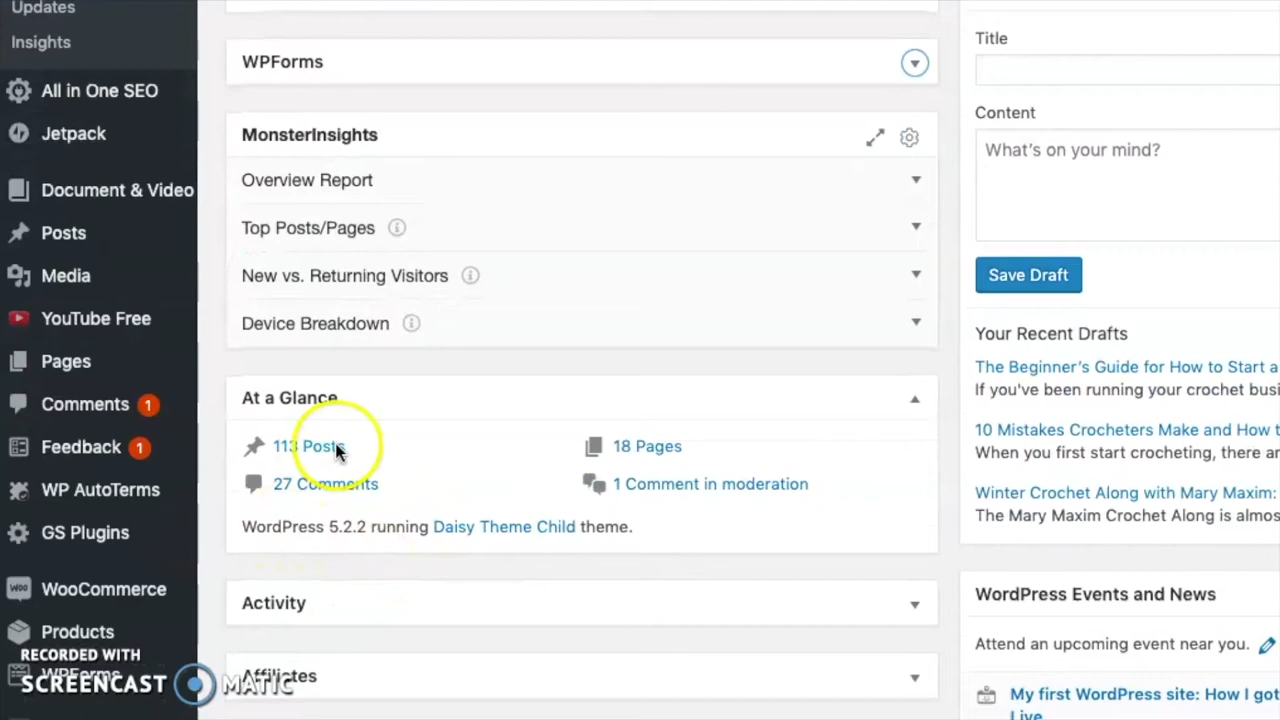 Updates
Insights
All in One SEO
Jetpack
Document & Video
Posts
Media
YouTube Free
Pages
Comments 1
Feedback 1
WP AutoTerms
GS Plugins
WooCommerce
Products
WPForms
RECORDED WITH
SCREENCAST MATIC
WPForms
MonsterInsights
Overview Report
Top Posts/Pages
New vs. Returning Visitors
Device Breakdown
At a Glance
113 Posts
18 Pages
27 Comments
1 Comment in moderation
WordPress 5.2.2 running Daisy Theme Child theme.
Activity
Affiliates
Title
Content
What's on your mind?
Save Draft
Your Recent Drafts
The Beginner's Guide for How to Start a
If you've been running your crochet busi
10 Mistakes Crocheters Make and How t
When you first start crocheting, there ar
Winter Crochet Along with Mary Maxim:
The Mary Maxim Crochet Along is almos
WordPress Events and News
Attend an upcoming event near you.
My first WordPress site: How I got
Live